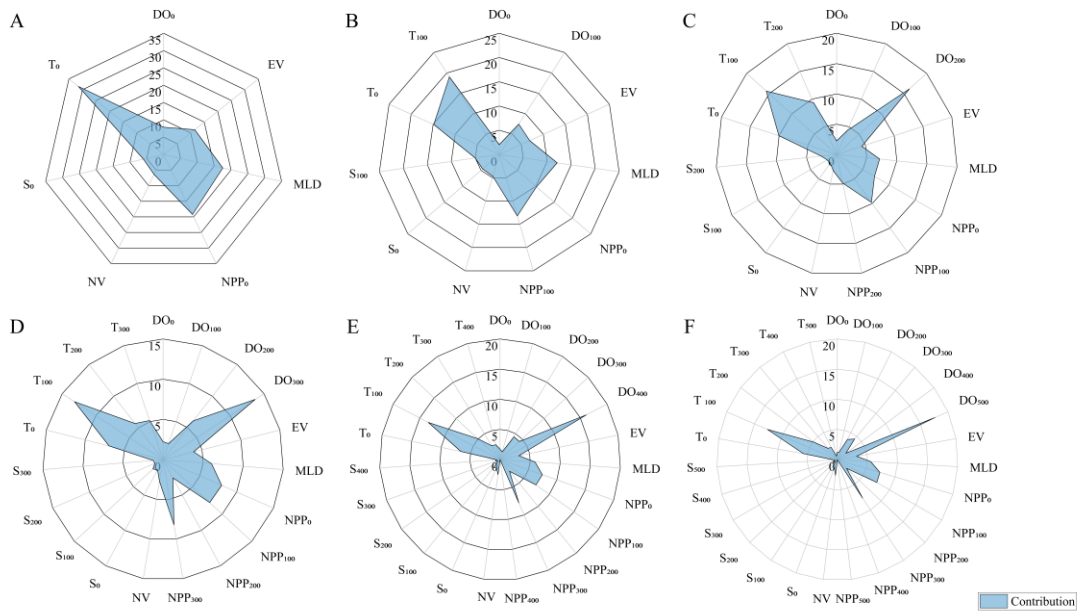 A
DO₀
EV
MLD
NPP₀
NV
S₀
T₀
35
30
25
20
15
10
5
0
B
DO₀
DO₁₀₀
EV
MLD
NPP₀
NPP₁₀₀
NV
S₀
S₁₀₀
T₀
T₁₀₀
25
20
15
10
5
0
C
DO₀
DO₁₀₀
DO₂₀₀
EV
MLD
NPP₀
NPP₁₀₀
NPP₂₀₀
NV
S₀
S₁₀₀
S₂₀₀
T₀
T₁₀₀
T₂₀₀
20
15
10
5
0
D
DO₀
DO₁₀₀
DO₂₀₀
DO₃₀₀
EV
MLD
NPP₀
NPP₁₀₀
NPP₂₀₀
NPP₃₀₀
NV
S₀
S₁₀₀
S₂₀₀
S₃₀₀
T₀
T₁₀₀
T₂₀₀
T₃₀₀
15
10
5
0
E
DO₀
DO₁₀₀
DO₂₀₀
DO₃₀₀
DO₄₀₀
EV
MLD
NPP₀
NPP₁₀₀
NPP₂₀₀
NPP₃₀₀
NPP₄₀₀
NV
S₀
S₁₀₀
S₂₀₀
S₃₀₀
S₄₀₀
T₀
T₁₀₀
T₂₀₀
T₃₀₀
T₄₀₀
20
15
10
5
0
F
DO₀
DO₁₀₀
DO₂₀₀
DO₃₀₀
DO₄₀₀
DO₅₀₀
EV
MLD
NPP₀
NPP₁₀₀
NPP₂₀₀
NPP₃₀₀
NPP₄₀₀
NPP₅₀₀
NV
S₀
S₁₀₀
S₂₀₀
S₃₀₀
S₄₀₀
S₅₀₀
T₀
T ₁₀₀
T₂₀₀
T₃₀₀
T₄₀₀
T₅₀₀
20
15
10
5
0
Contribution